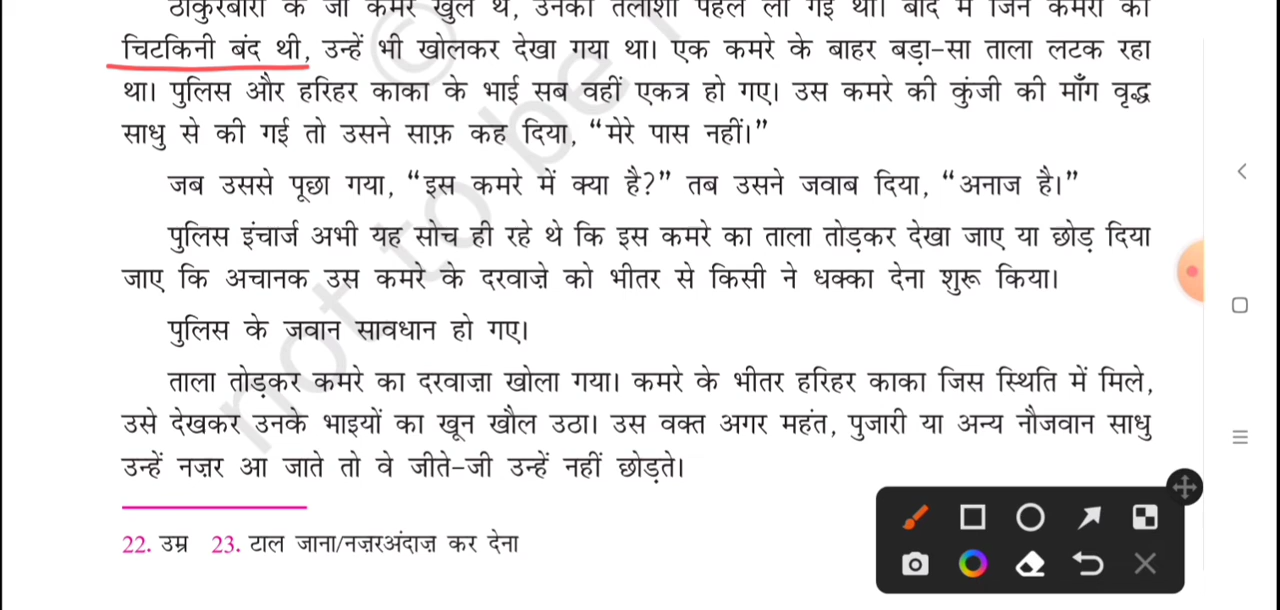 ठाकुरबारी के जो कमरे खुले थे, उनकी तलाशी पहले ली गई थी। बाद में जिन कमरों की
चिटकिनी बंद थी, उन्हें भी खोलकर देखा गया था। एक कमरे के बाहर बड़ा-सा ताला लटक रहा
था। पुलिस और हरिहर काका के भाई सब वहीं एकत्र हो गए। उस कमरे की कुंजी की माँग वृद्ध
साधु से की गई तो उसने साफ़ कह दिया, “मेरे पास नहीं।”
जब उससे पूछा गया, “इस कमरे में क्या है?” तब उसने जवाब दिया, “अनाज है।”
पुलिस इंचार्ज अभी यह सोच ही रहे थे कि इस कमरे का ताला तोड़कर देखा जाए या छोड़ दिया
जाए कि अचानक उस कमरे के दरवाज़े को भीतर से किसी ने धक्का देना शुरू किया।
पुलिस के जवान सावधान हो गए।
ताला तोड़कर कमरे का दरवाज़ा खोला गया। कमरे के भीतर हरिहर काका जिस स्थिति में मिले,
उसे देखकर उनके भाइयों का खून खौल उठा। उस वक्त अगर महंत, पुजारी या अन्य नौजवान साधु
उन्हें नज़र आ जाते तो वे जीते-जी उन्हें नहीं छोड़ते।
22. उम्र 23. टाल जाना/नज़रअंदाज़ कर देना
©
not to be r